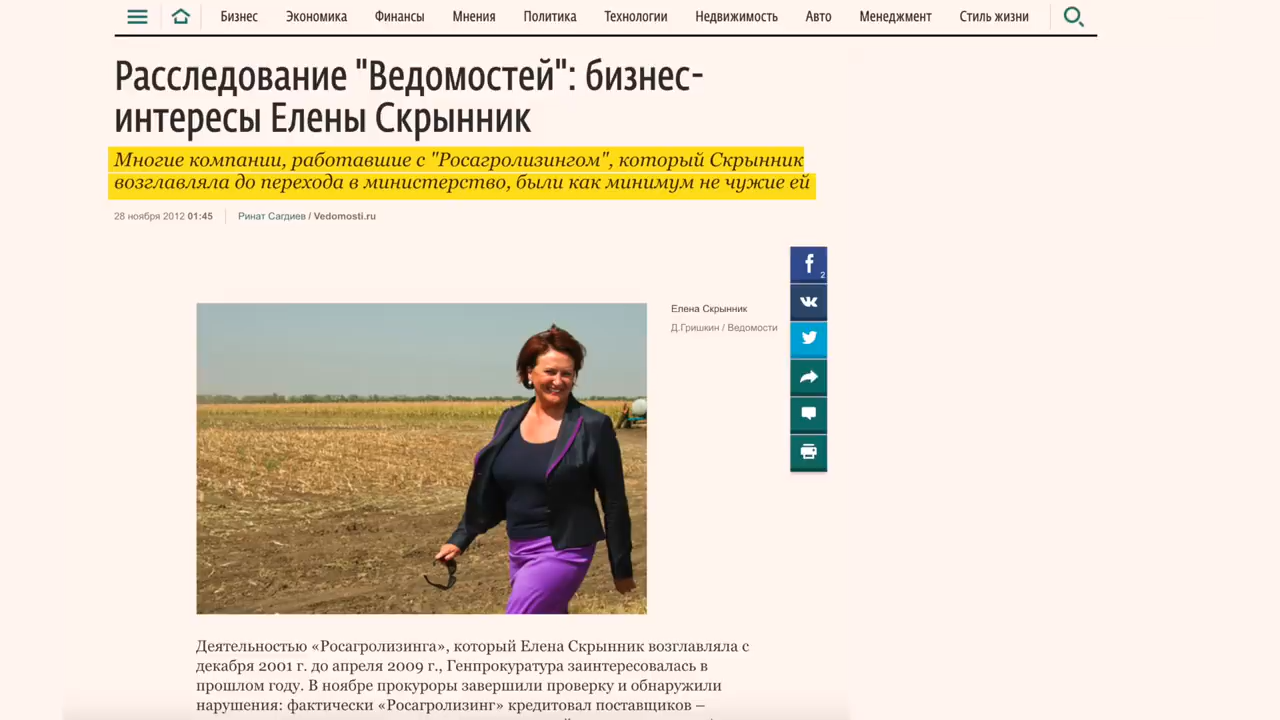 Бизнес Экономика Финансы Мнения Политика Технологии Недвижимость Авто Менеджмент Стиль жизни
Расследование "Ведомостей": бизнес-
интересы Елены Скрынник
Многие компании, работавшие с "Росагролизингом", который Скрынник
возглавляла до перехода в министерство, были как минимум не чужие ей
28 ноября 2012 01:45 Ринат Сагдиев / Vedomosti.ru
2
Елена Скрынник
Д.Гришкин / Ведомости
Деятельностью «Росагролизинга», который Елена Скрынник возглавляла с
декабря 2001 г. до апреля 2009 г., Генпрокуратура заинтересовалась в
прошлом году. В ноябре прокуроры завершили проверку и обнаружили
нарушения: фактически «Росагролизинг» кредитовал поставщиков –